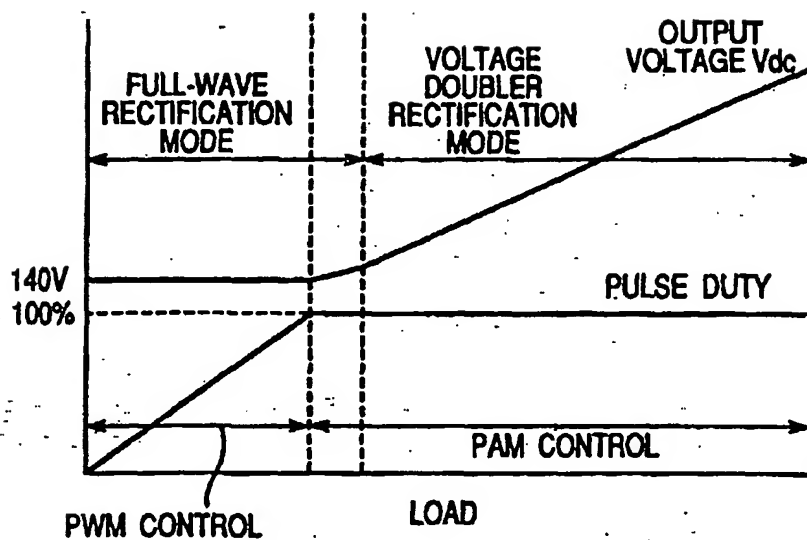 OUTPUT
VOLTAGE Vdc
VOLTAGE
DOUBLER
RECTIFICATION
MODE
FULL-WAVE
RECTIFICATION
MODE
140V
100%
PULSE DUTY
PAM CONTROL
PWM CONTROL
LOAD